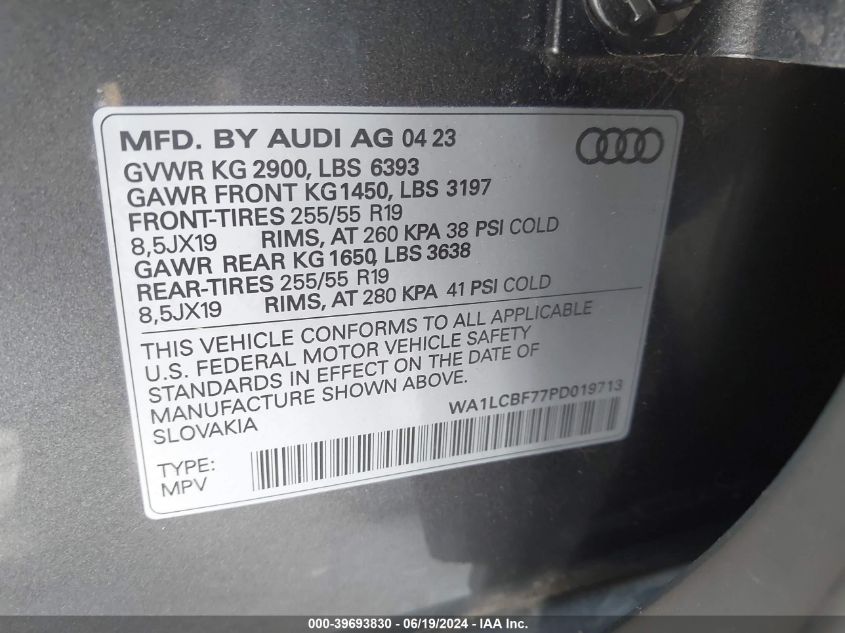 MFD. BY AUDI AG 04 23
GVWR KG 2900, LBS 6393
GAWR FRONT KG1450, LBS 3197
FRONT-TIRES 255/55 R19
8,5JX19 RIMS, AT 260 KPA 38 PSI COLD
GAWR REAR KG 1650, LBS 3638
REAR-TIRES 255/55 R19
8,5JX19 RIMS, AT 280 KPA 41 PSI COLD
THIS VEHICLE CONFORMS TO ALL APPLICABLE
U.S. FEDERAL MOTOR VEHICLE SAFETY
STANDARDS IN EFFECT ON THE DATE OF
MANUFACTURE SHOWN ABOVE.
SLOVAKIA
WA1LCBF77PD019713
TYPE:
MPV
000-39693830 - 06/19/2024 - IAA Inc.